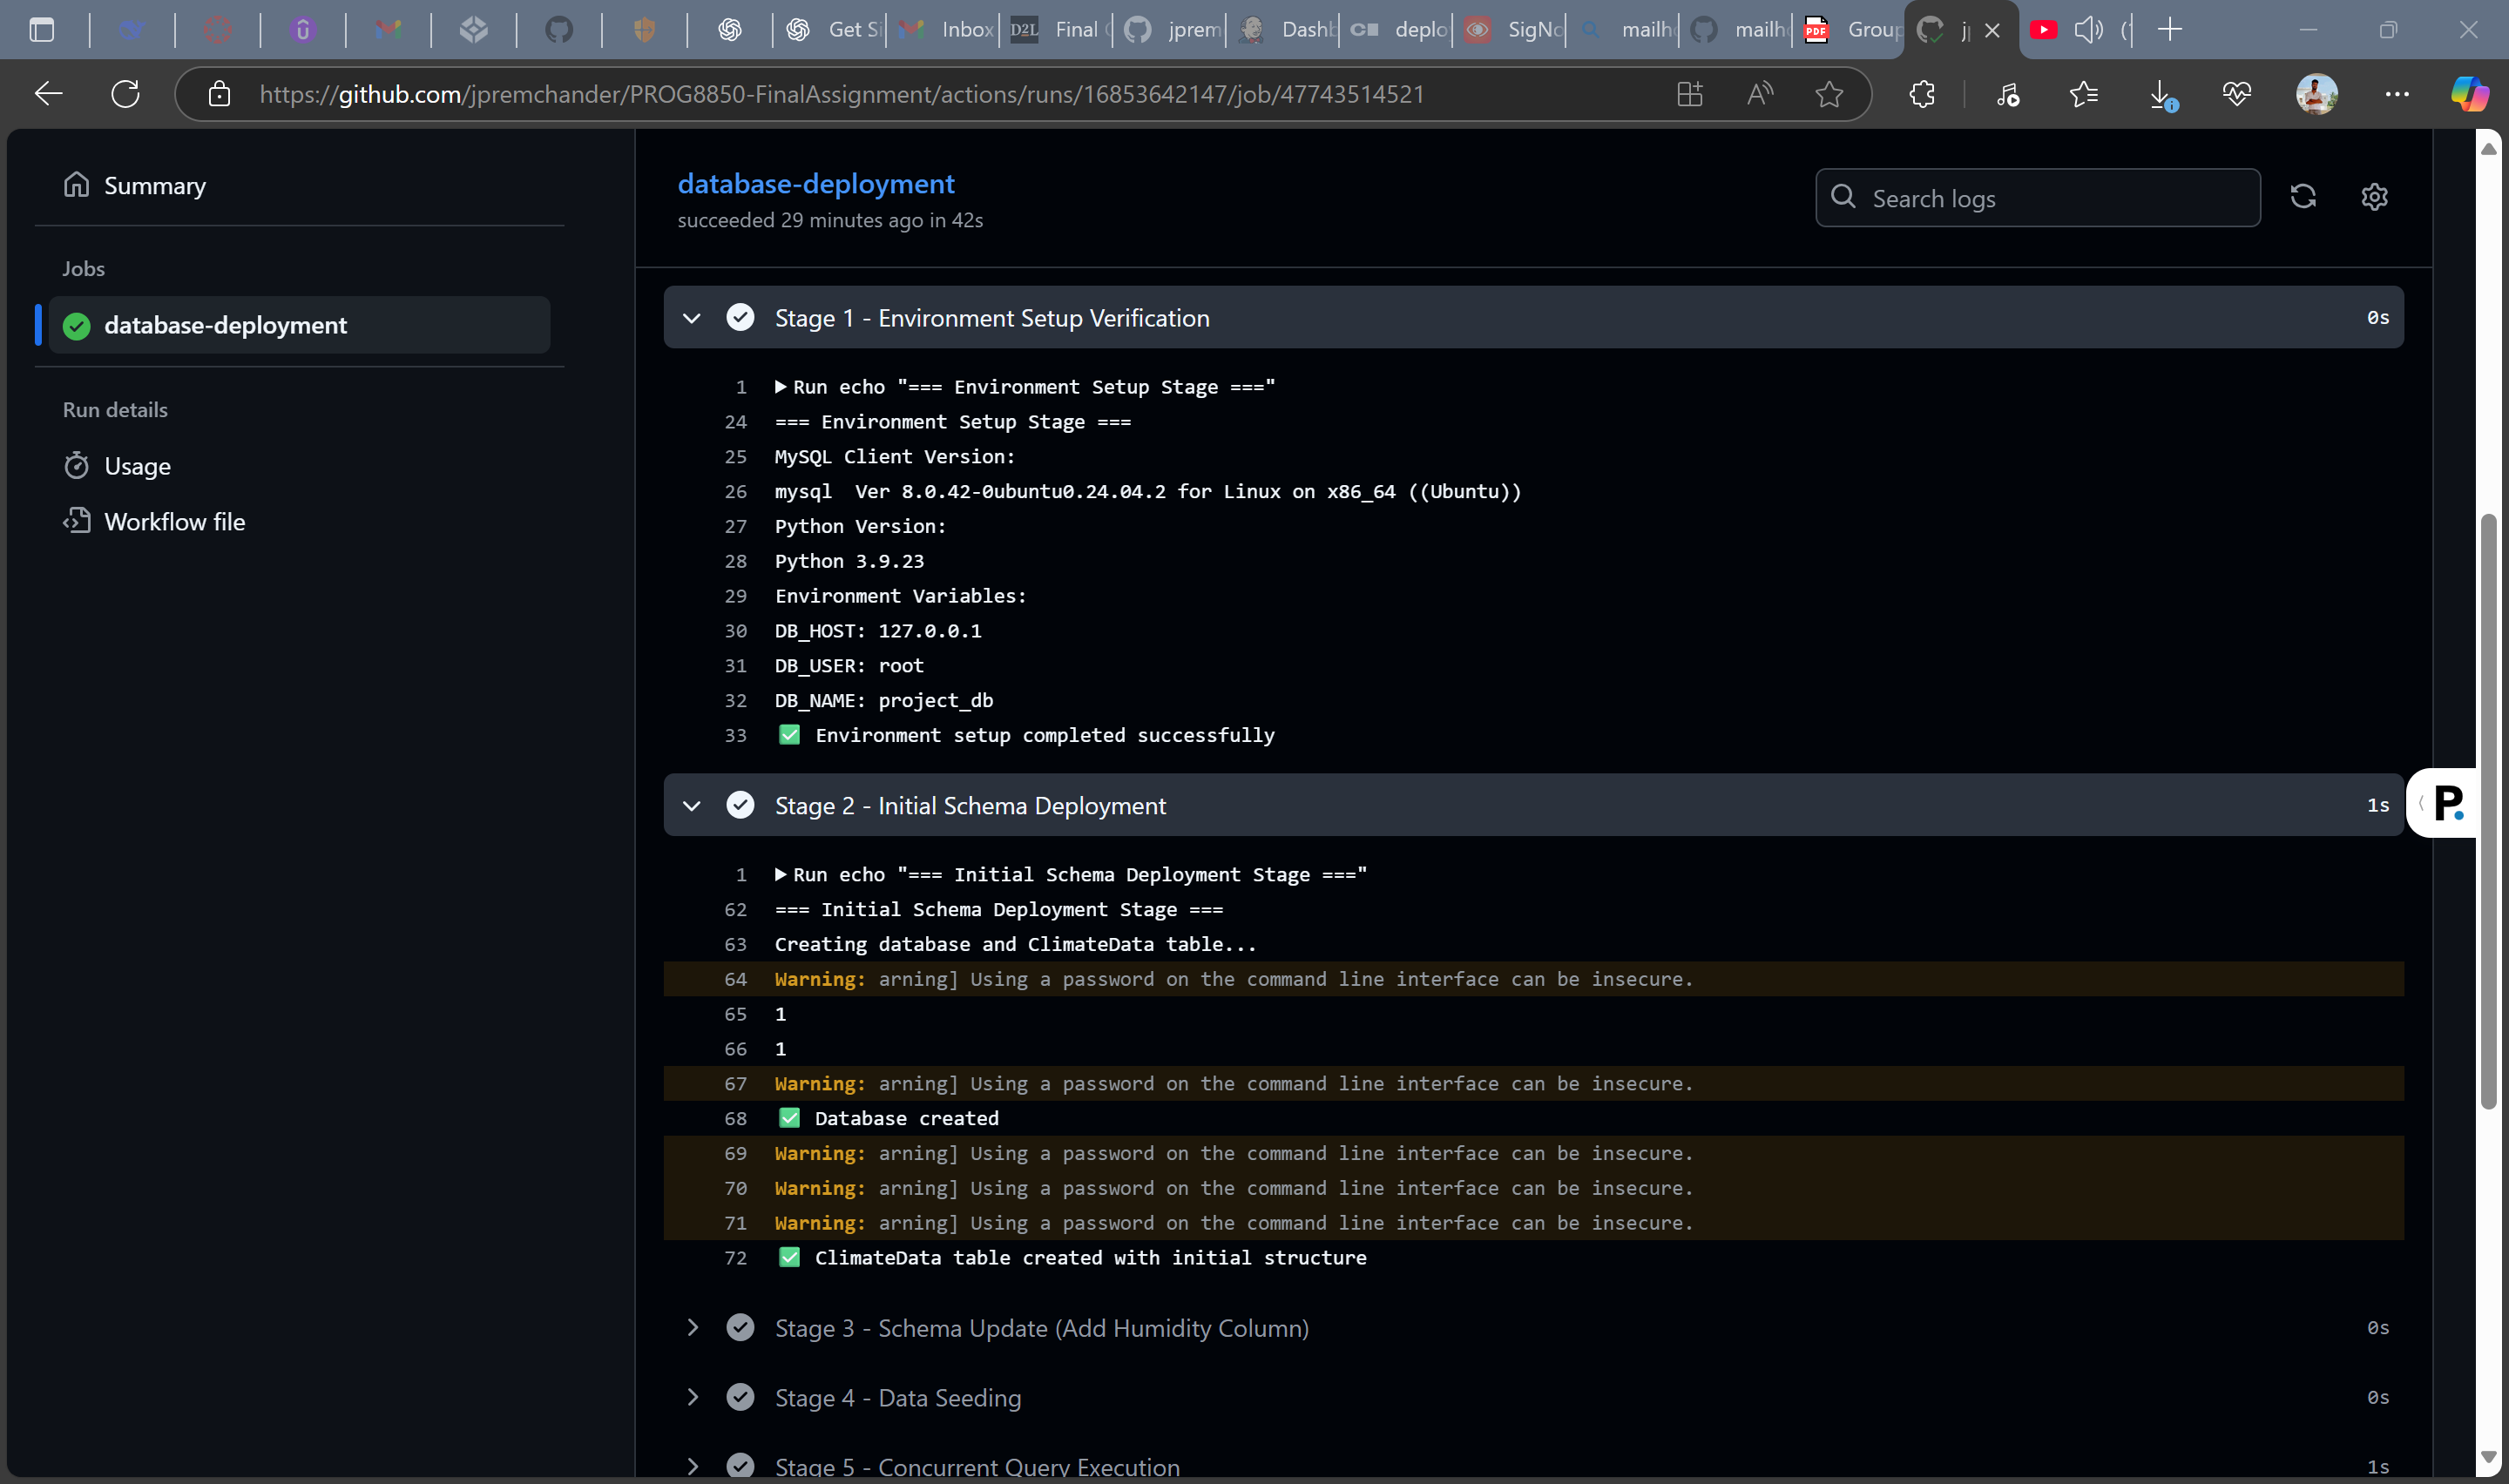 Get Si
Inbox
D2L
Final
jprem
Dashb
deplo
SigNo
mailh
mailh
PDF
Group
https://github.com/jpremchander/PROG8850-FinalAssignment/actions/runs/16853642147/job/47743514521
Summary
Jobs
database-deployment
Run details
Usage
Workflow file
database-deployment
succeeded 29 minutes ago in 42s
Search logs
Stage 1 - Environment Setup Verification 0s
1 Run echo "=== Environment Setup Stage ==="
24 === Environment Setup Stage ===
25 MySQL Client Version:
26 mysql  Ver 8.0.42-0ubuntu0.24.04.2 for Linux on x86_64 ((Ubuntu))
27 Python Version:
28 Python 3.9.23
29 Environment Variables:
30 DB_HOST: 127.0.0.1
31 DB_USER: root
32 DB_NAME: project_db
33 ✅ Environment setup completed successfully
Stage 2 - Initial Schema Deployment 1s
1 Run echo "=== Initial Schema Deployment Stage ==="
62 === Initial Schema Deployment Stage ===
63 Creating database and ClimateData table...
64 Warning: arning] Using a password on the command line interface can be insecure.
65 1
66 1
67 Warning: arning] Using a password on the command line interface can be insecure.
68 ✅ Database created
69 Warning: arning] Using a password on the command line interface can be insecure.
70 Warning: arning] Using a password on the command line interface can be insecure.
71 Warning: arning] Using a password on the command line interface can be insecure.
72 ✅ ClimateData table created with initial structure
Stage 3 - Schema Update (Add Humidity Column) 0s
Stage 4 - Data Seeding 0s
Stage 5 - Concurrent Query Execution 1s
P.